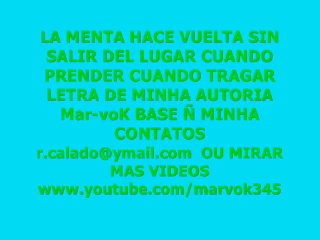 LA MENTA HACE VUELTA SIN
SALIR DEL LUGAR CUANDO
PRENDER CUANDO TRAGAR
LETRA DE MINHA AUTORIA
Mar-voK BASE Ñ MINHA
CONTATOS
r.calado@ymail.com OU MIRAR
MAS VIDEOS
www.youtube.com/marvok345